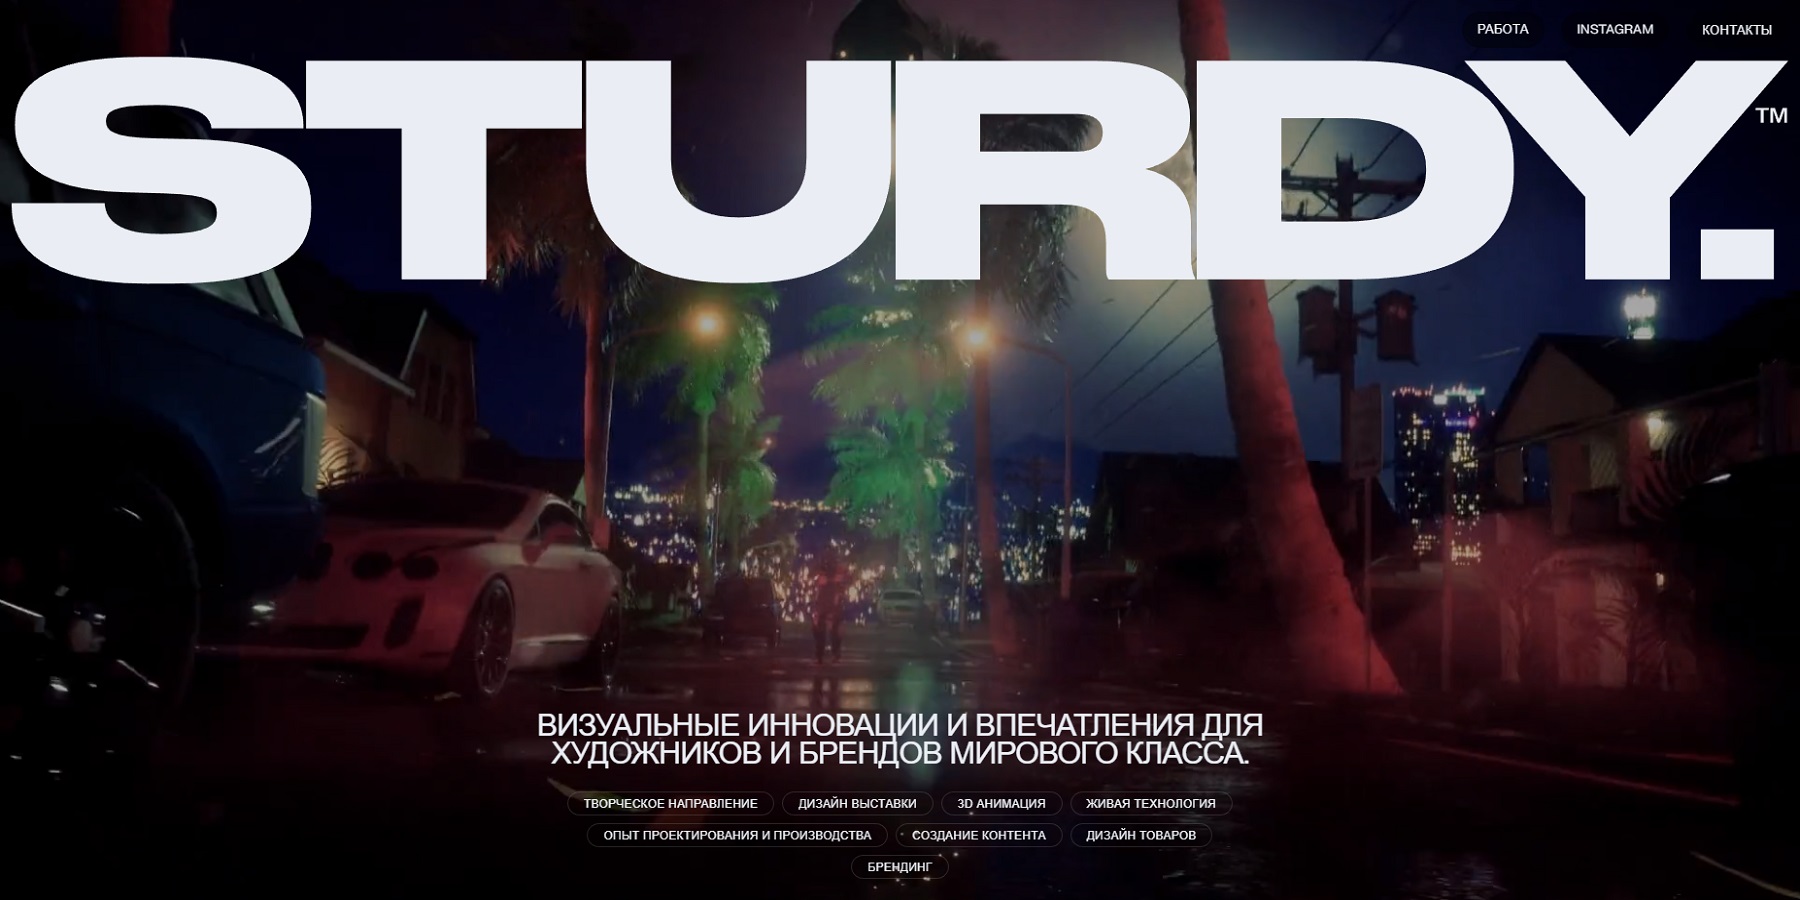 РАБОТА
INSTAGRAM
КОНТАКТЫ
STURDY.™
ВИЗУАЛЬНЫЕ ИННОВАЦИИ И ВПЕЧАТЛЕНИЯ ДЛЯ
ХУДОЖНИКОВ И БРЕНДОВ МИРОВОГО КЛАССА.
ТВОРЧЕСКОЕ НАПРАВЛЕНИЕ
ДИЗАЙН ВЫСТАВКИ
3D АНИМАЦИЯ
ЖИВАЯ ТЕХНОЛОГИЯ
ОПЫТ ПРОЕКТИРОВАНИЯ И ПРОИЗВОДСТВА
СОЗДАНИЕ КОНТЕНТА
ДИЗАЙН ТОВАРОВ
БРЕНДИНГ